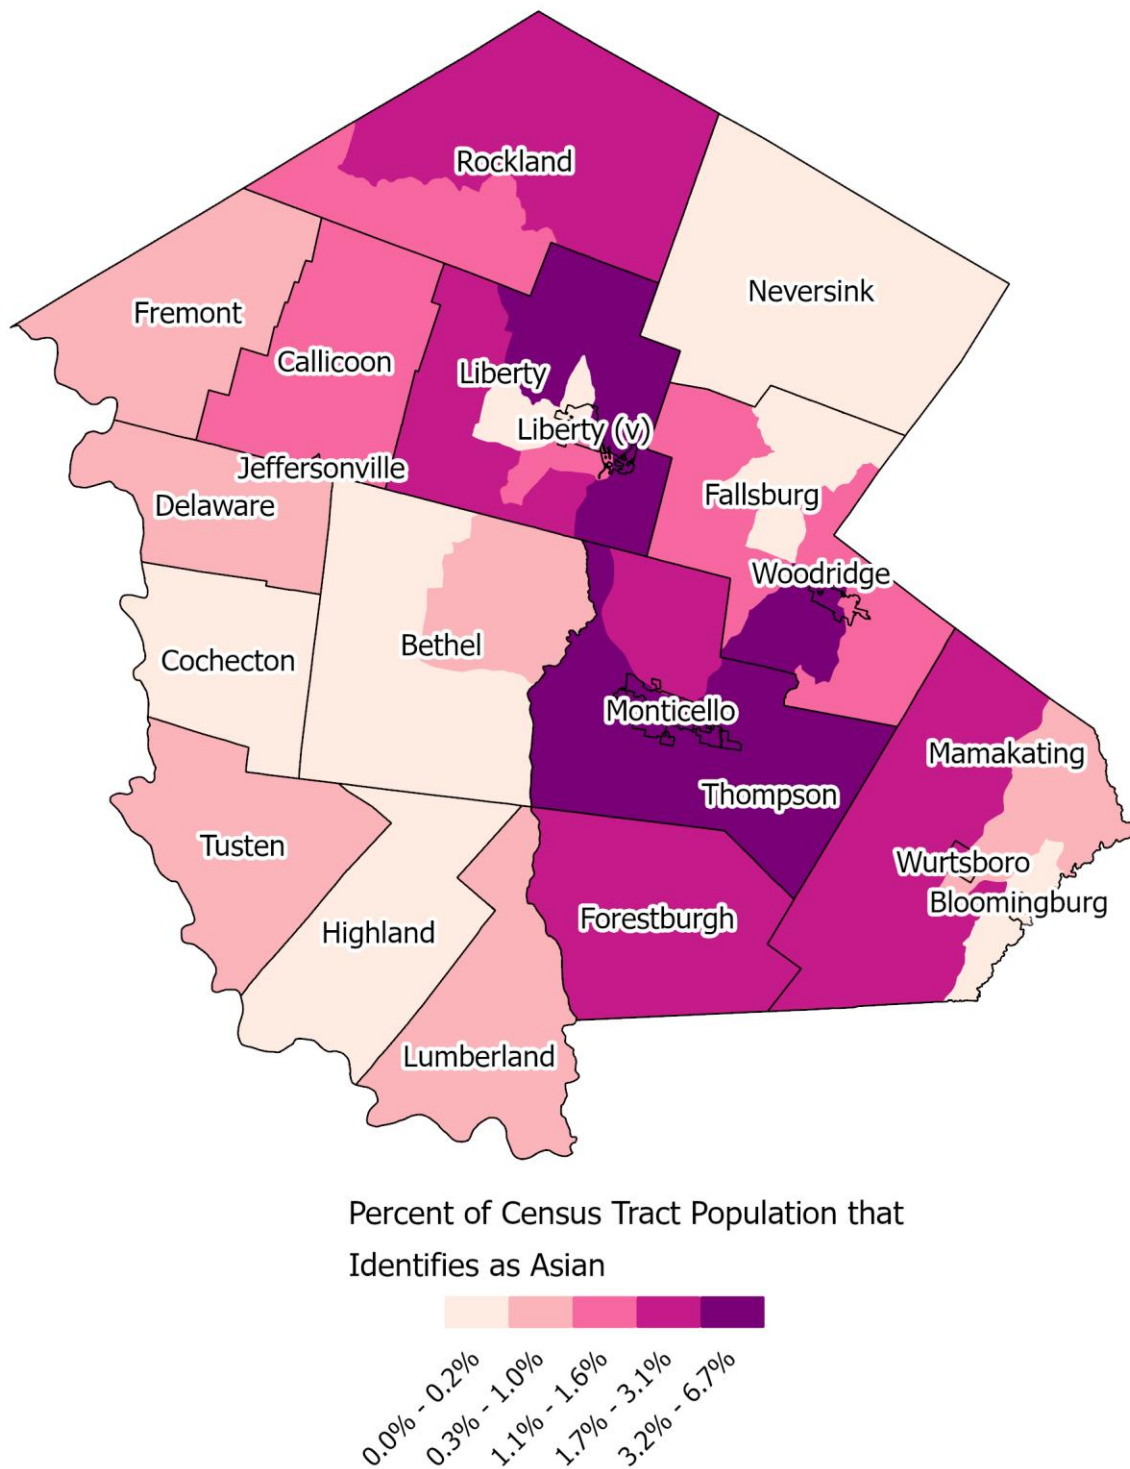 Rockland
Neversink
Fremont
Callicoon
Liberty
Liberty (v)
Jeffersonville
Fallsburg
Delaware
Woodridge
Bethel
Cochecton
Monticello
Mamakating
Thompson
Tusten
Wurtsboro
Bloomingburg
Forestburgh
Highland
Lumberland
Percent of Census Tract Population that
Identifies as Asian
0.0% - 0.2%
0.3% - 1.0%
1.1% - 1.6%
1.7% - 3.1%
3.2% - 6.7%